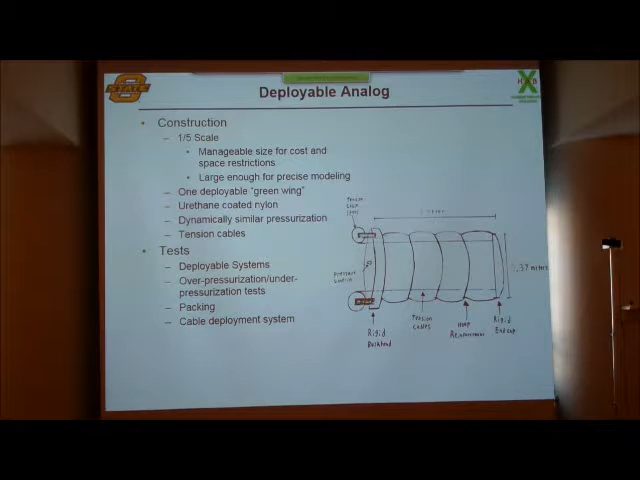 STATE
Deployable Analog
• Construction
– 1/5 Scale
• Manageable size for cost and
space restrictions
• Large enough for precise modeling
– One deployable "green wing"
– Urethane coated nylon
– Dynamically similar pressurization
– Tension cables
• Tests
– Deployable Systems
– Over-pressurization/under-
pressurization tests
– Packing
– Cable deployment system
Tension
Pressure
Rigid
Bulkhead
Tension
cables
Hoop
Reinforcement
Rigid
End cap